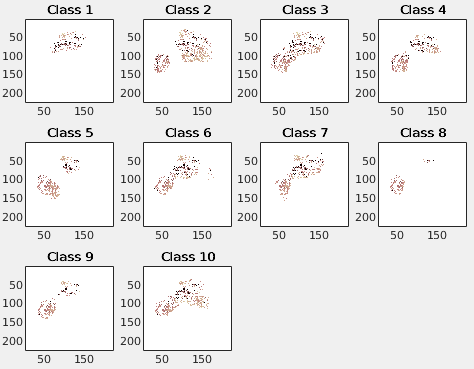 Class 1 Class 2 Class 3 Class 4
50 50 50 50
100 100 100 100
150 150 150 150
200 200 200 200
50 150 50 150 50 150 50 150
Class 5 Class 6 Class 7 Class 8
50 50 50 50
100 100 100 100
150 150 150 150
200 200 200 200
50 150 50 150 50 150 50 150
Class 9 Class 10
50 50
100 100
150 150
200 200
50 150 50 150